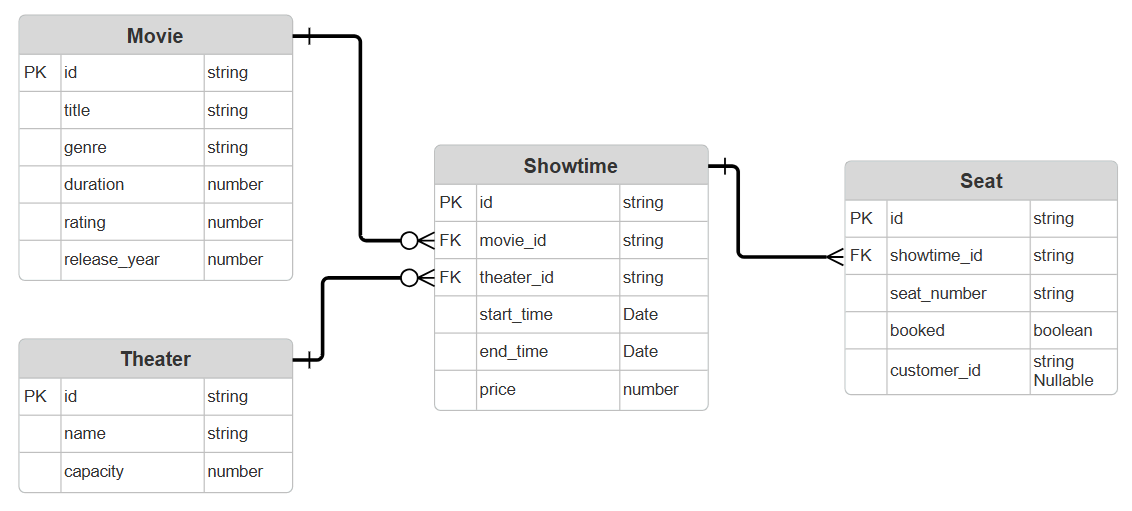 Movie
PK id string
title string
genre string
duration number
rating number
release_year number
Theater
PK id string
name string
capacity number
Showtime
PK id string
FK movie_id string
FK theater_id string
start_time Date
end_time Date
price number
Seat
PK id string
FK showtime_id string
seat_number string
booked boolean
customer_id string
Nullable